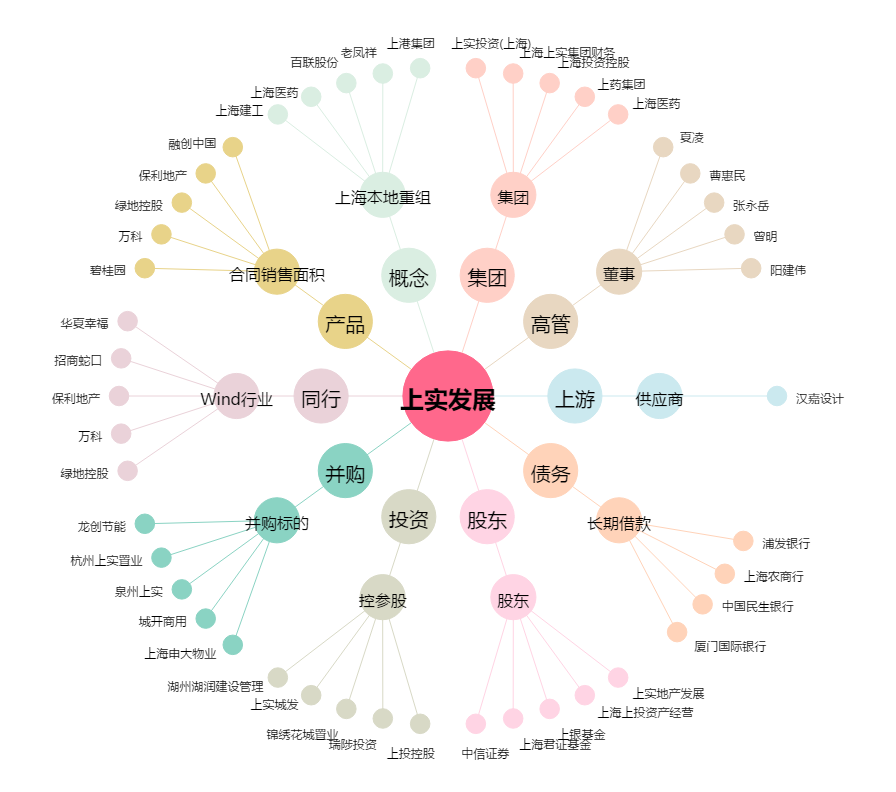 上港集团
老凤祥
百联股份
上海医药
上海建工
上海本地重组
概念
上实投资(上海)
上海上实集团财务
上海投资控股
上药集团
上海医药
集团
集团
融创中国
保利地产
绿地控股
万科
碧桂园
合同销售面积
产品
夏凌
曹惠民
张永岳
曾明
阳建伟
董事
高管
华夏幸福
招商蛇口
保利地产
万科
绿地控股
Wind行业
同行
上实发展
上游
供应商
汉嘉设计
并购
并购标的
龙创节能
杭州上实置业
泉州上实
城开商用
上海申大物业
债务
长期借款
浦发银行
上海农商行
中国民生银行
厦门国际银行
投资
控参股
湖州湖润建设管理
上实城发
锦绣花城置业
瑞陟投资
上投控股
股东
股东
上实地产发展
上海上投资产经营
上银基金
上海君证基金
中信证券